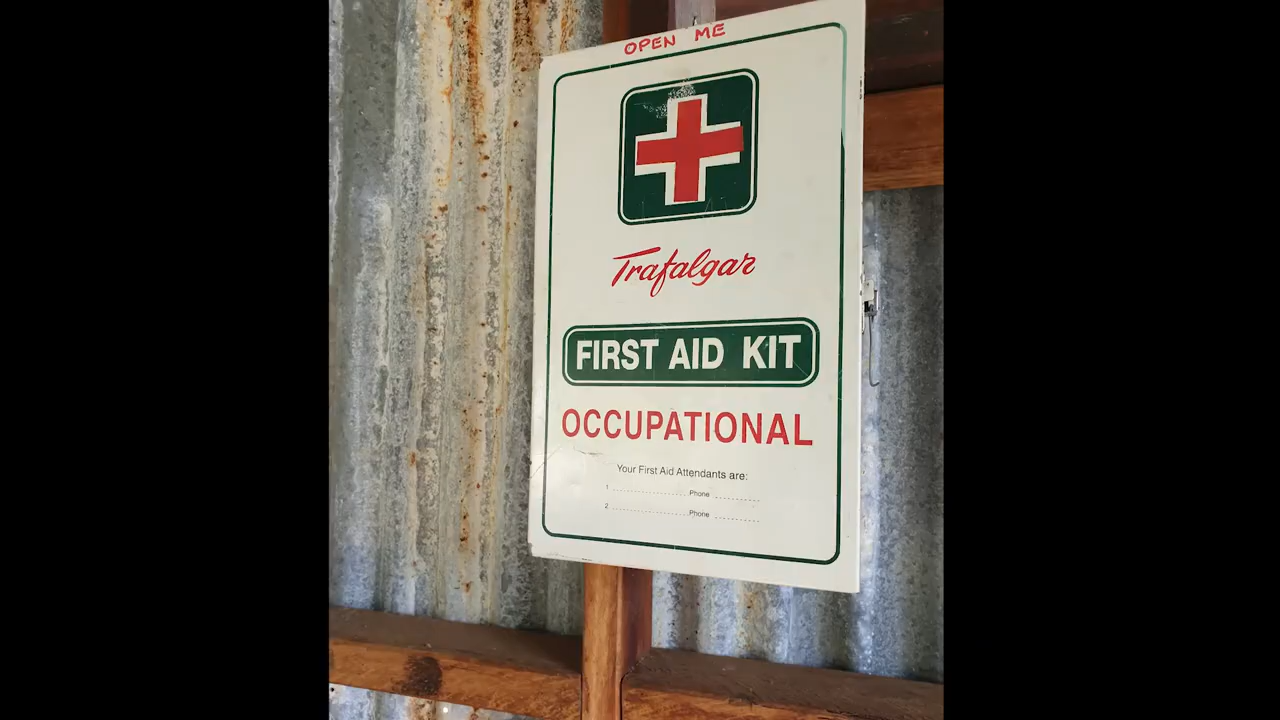 OPEN ME
Trafalgar
FIRST AID KIT
OCCUPATIONAL
Your First Aid Attendants are:
1 ........................ Phone ............
2 ........................ Phone ............